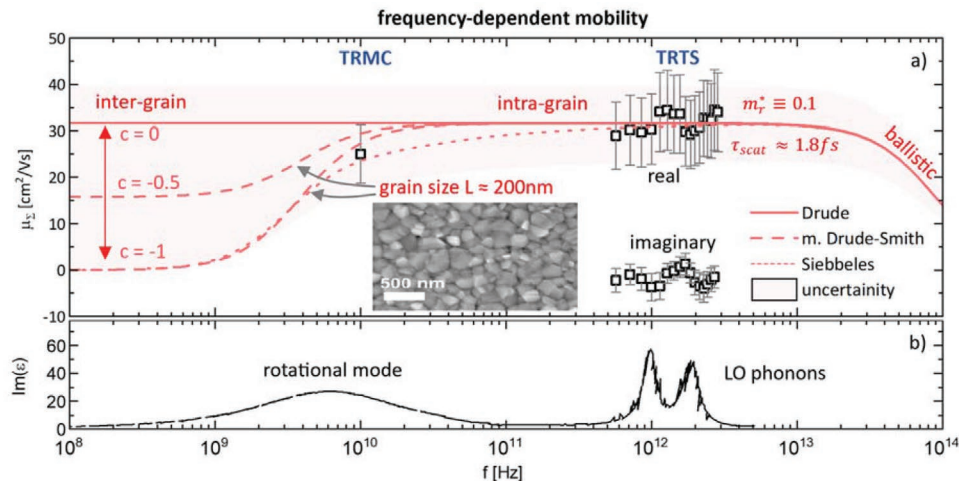 frequency-dependent mobility
50
40
30
20
10
0
-10
μΣ [cm²/Vs]
TRMC
TRTS
a)
inter-grain
intra-grain
m*r ≡ 0.1
c = 0
τscat ≈ 1.8fs
ballistic
real
c = -0.5
grain size L ≈ 200nm
c = -1
imaginary
500 nm
Drude
m. Drude-Smith
Siebbeles
uncertainity
b)
Im(ε)
60
40
20
0
rotational mode
LO phonons
10⁸ 10⁹ 10¹⁰ 10¹¹ 10¹² 10¹³ 10¹⁴
f [Hz]